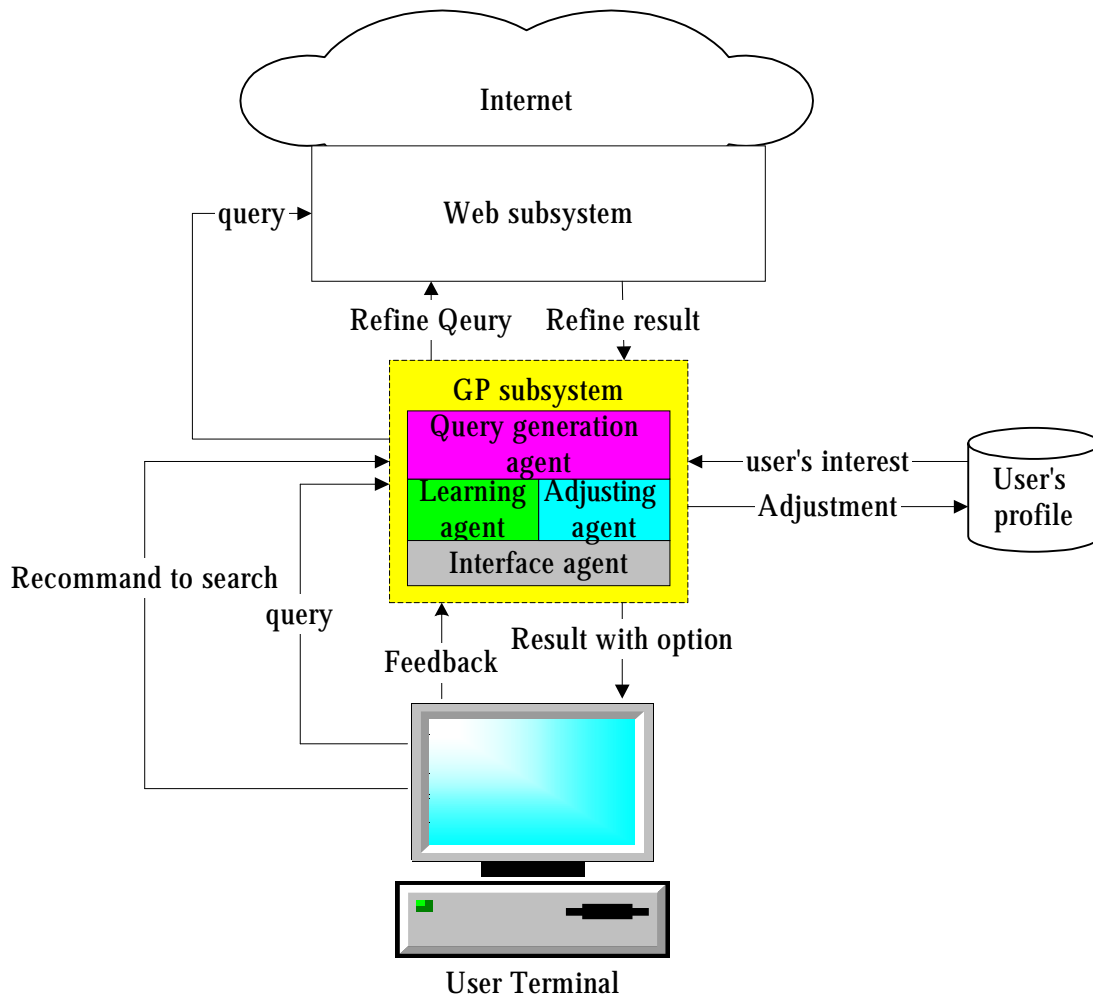 Internet
Web subsystem
query
Refine Qeury
Refine result
GP subsystem
Query generation
agent
Learning
agent
Adjusting
agent
Interface agent
user's interest
Adjustment
User's
profile
Recommand to search
query
Feedback
Result with option
User Terminal